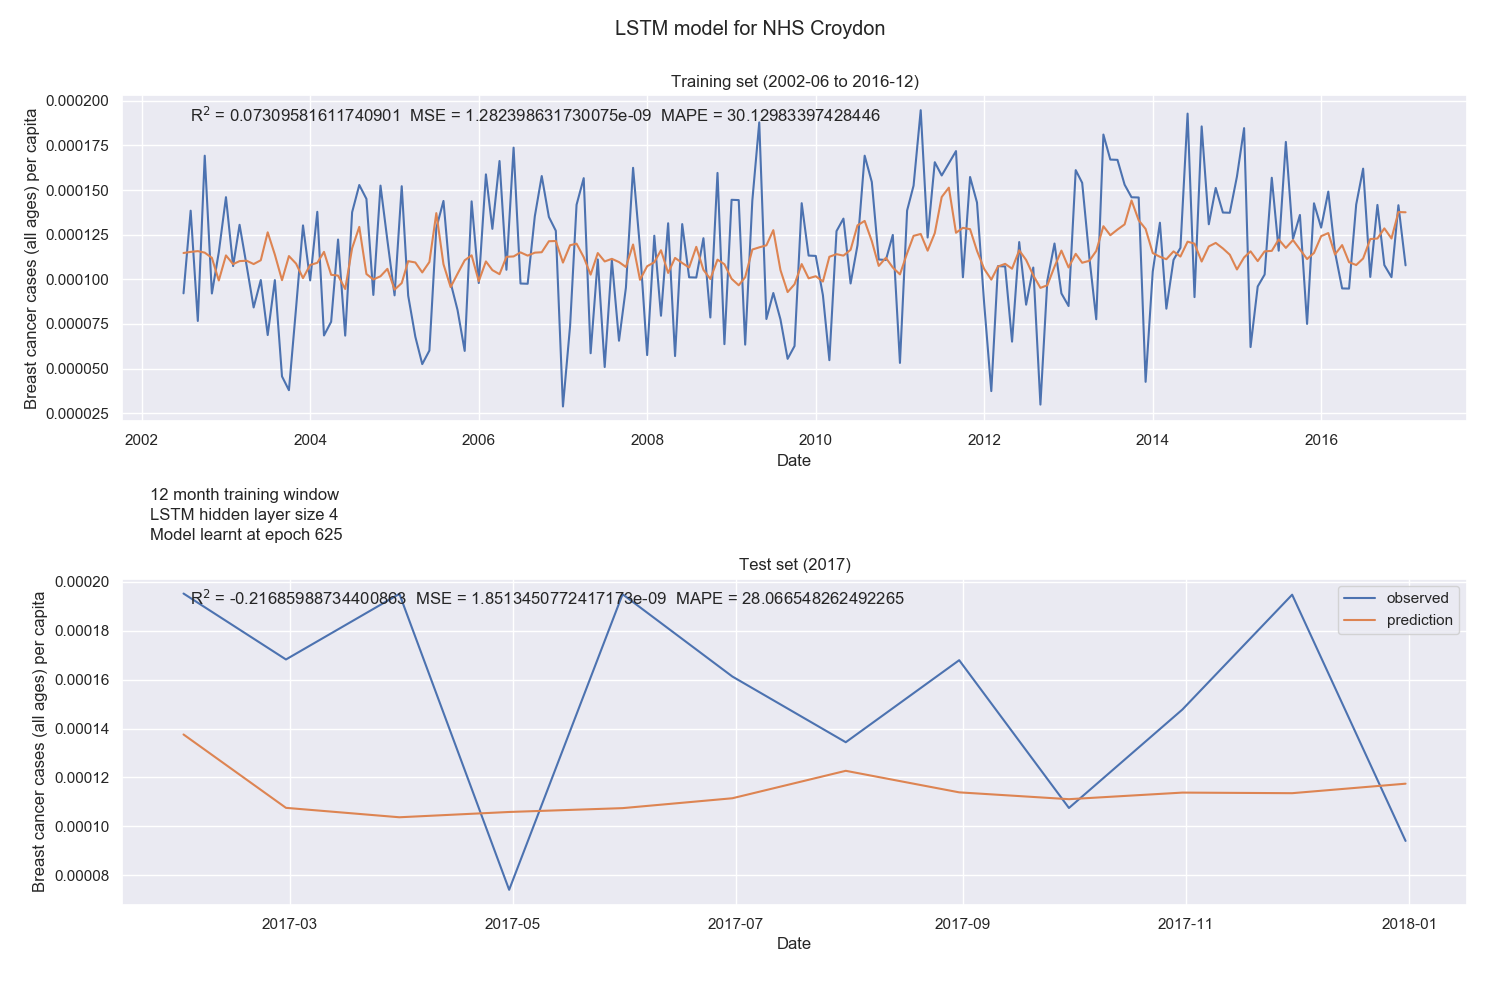 LSTM model for NHS Croydon
Training set (2002-06 to 2016-12)
R² = 0.07309581611740901 MSE = 1.282398631730075e-09 MAPE = 30.12983397428446
Breast cancer cases (all ages) per capita
0.000200
0.000175
0.000150
0.000125
0.000100
0.000075
0.000050
0.000025
2002 2004 2006 2008 2010 2012 2014 2016
Date
12 month training window
LSTM hidden layer size 4
Model learnt at epoch 625
Test set (2017)
R² = -0.21685988734400863 MSE = 1.8513450772417173e-09 MAPE = 28.066548262492265
observed
prediction
Breast cancer cases (all ages) per capita
0.00020
0.00018
0.00016
0.00014
0.00012
0.00010
0.00008
2017-03 2017-05 2017-07 2017-09 2017-11 2018-01
Date